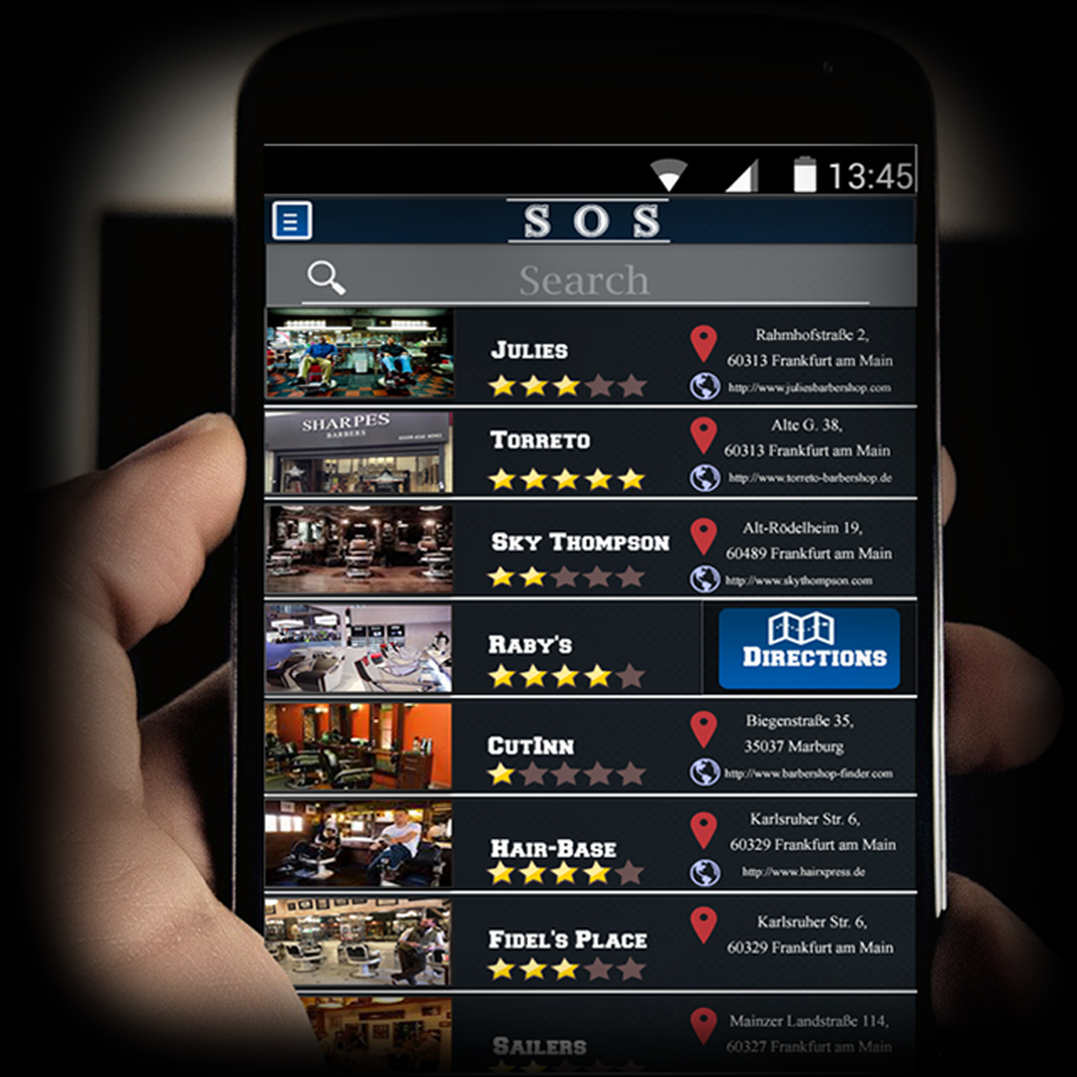 13:45
SOS
Search
JULIES
Rahmhofstraße 2,
60313 Frankfurt am Main
http://www.juliesbarbershop.com
SHARPES
BARBERS
TORRETO
Alte G. 38,
60313 Frankfurt am Main
http://www.torreto-barbershop.de
SKY THOMPSON
Alt-Rödelheim 19,
60489 Frankfurt am Main
http://www.skythompson.com
RABY'S
DIRECTIONS
CUTINN
Biegenstraße 35,
35037 Marburg
http://www.barbershop-finder.com
HAIR-BASE
Karlsruher Str. 6,
60329 Frankfurt am Main
http://www.hairxpress.de
FIDEL'S PLACE
Karlsruher Str. 6,
60329 Frankfurt am Main
SAILERS
Mainzer Landstraße 114,
60327 Frankfurt am Main